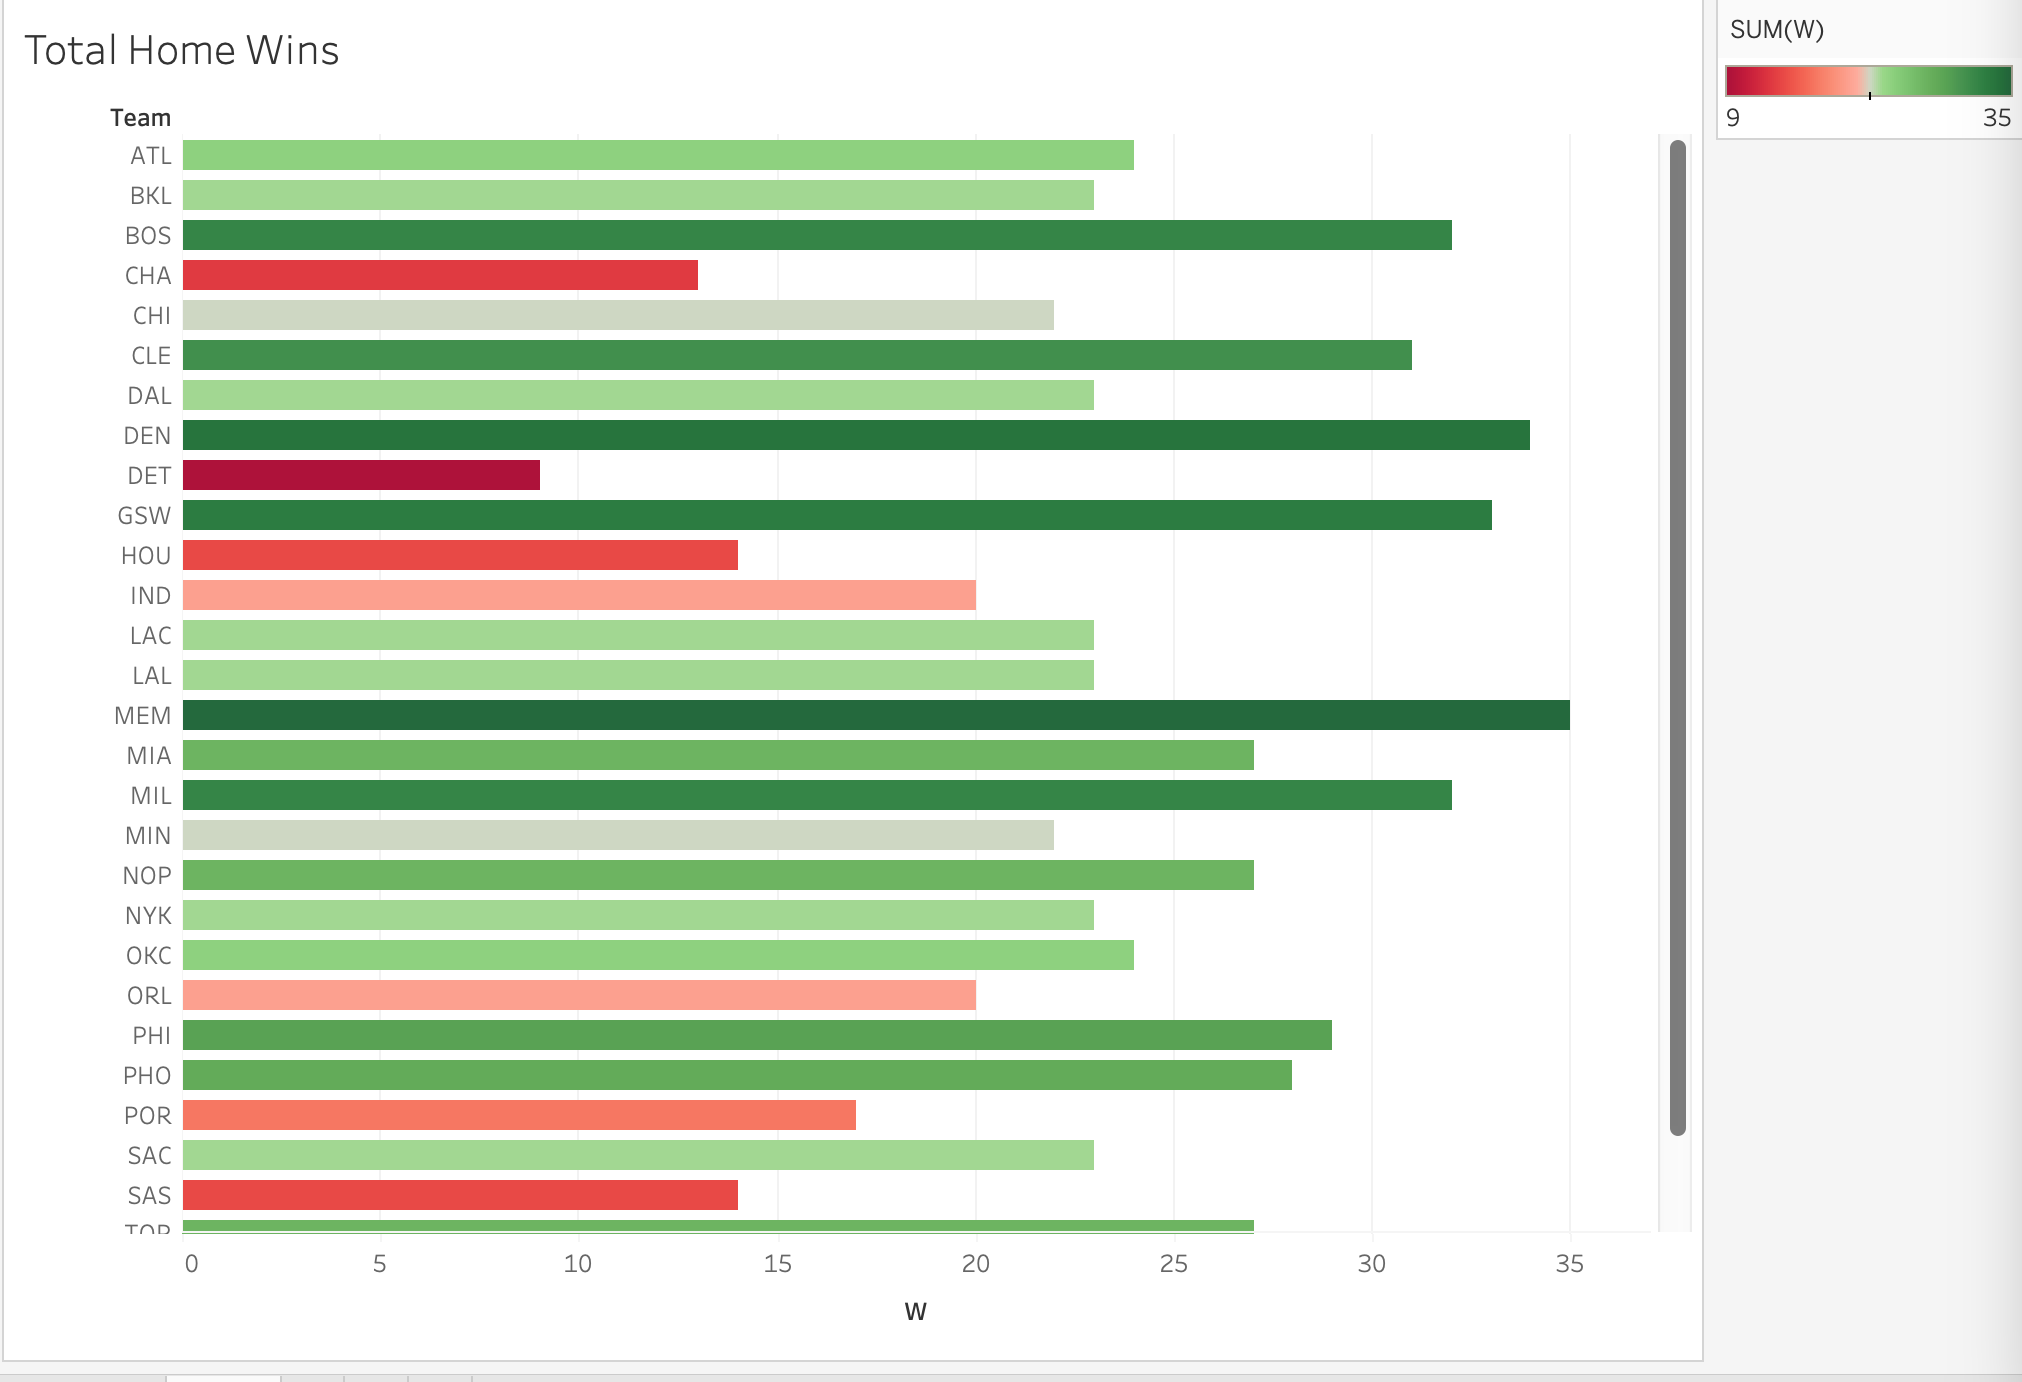 Total Home Wins
SUM(W)
9 35
Team
ATL
BKL
BOS
CHA
CHI
CLE
DAL
DEN
DET
GSW
HOU
IND
LAC
LAL
MEM
MIA
MIL
MIN
NOP
NYK
OKC
ORL
PHI
PHO
POR
SAC
SAS
TOR
0 5 10 15 20 25 30 35
W